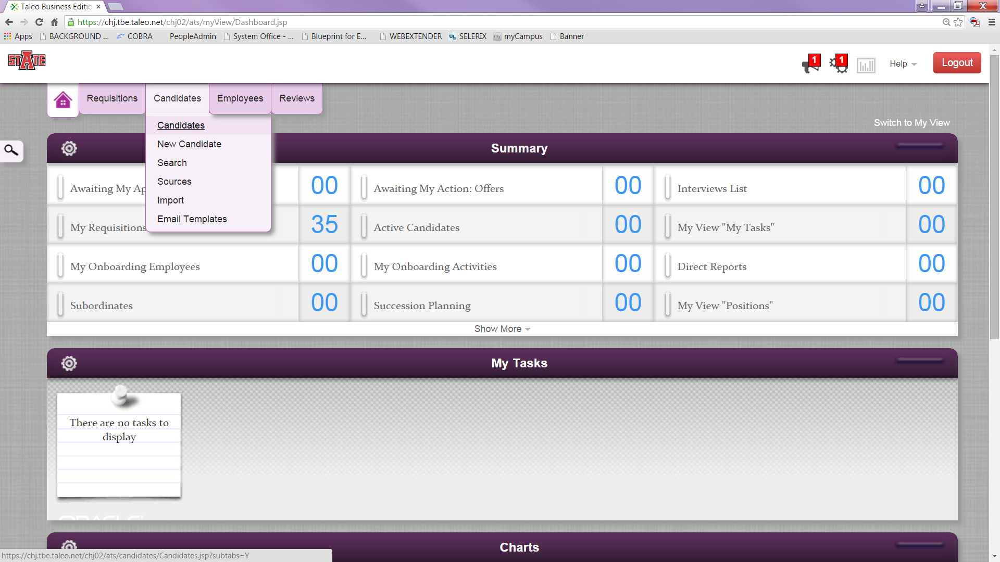 Taleo Business Editio
https://chj.tbe.taleo.net/chj02/ats/myView/Dashboard.jsp
Apps BACKGROUND ... COBRA PeopleAdmin System Office - ... Blueprint for E... WEBEXTENDER UL SELERIX my myCampus Banner
STATE
1 1 Help Logout
Requisitions Candidates Employees Reviews
Switch to My View
Candidates
New Candidate
Search
Sources
Import
Email Templates
Summary
Awaiting My Ap 00 Awaiting My Action: Offers 00 Interviews List 00
My Requisitions 35 Active Candidates 00 My View "My Tasks" 00
My Onboarding Employees 00 My Onboarding Activities 00 Direct Reports 00
Subordinates 00 Succession Planning 00 My View "Positions" 00
Show More
My Tasks
There are no tasks to
display
ORACLE
Charts
https://chj.tbe.taleo.net/chj02/ats/candidates/Candidates.jsp?subtabs=Y